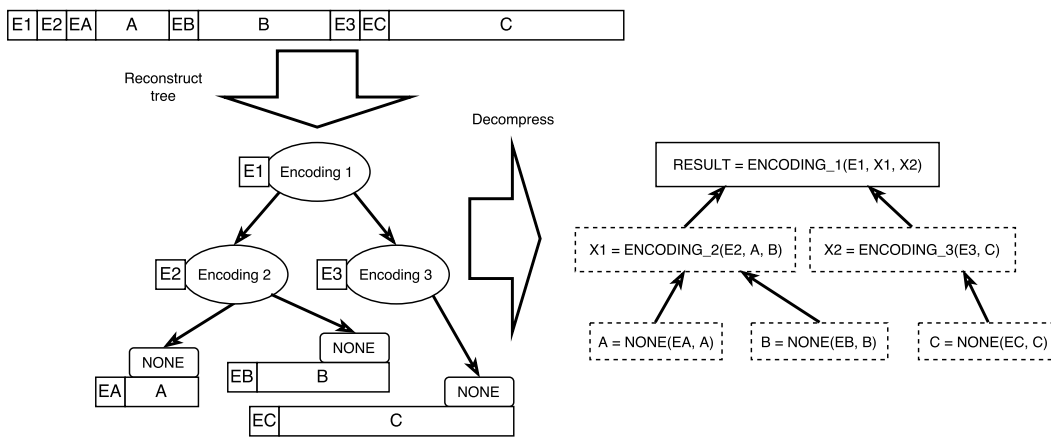 E1 E2 EA A EB B E3 EC C
Reconstruct
tree
Decompress
E1 Encoding 1
RESULT = ENCODING_1(E1, X1, X2)
E2 Encoding 2 E3 Encoding 3
X1 = ENCODING_2(E2, A, B) X2 = ENCODING_3(E3, C)
NONE NONE
A = NONE(EA, A) B = NONE(EB, B) C = NONE(EC, C)
EB B
EA A NONE
EC C